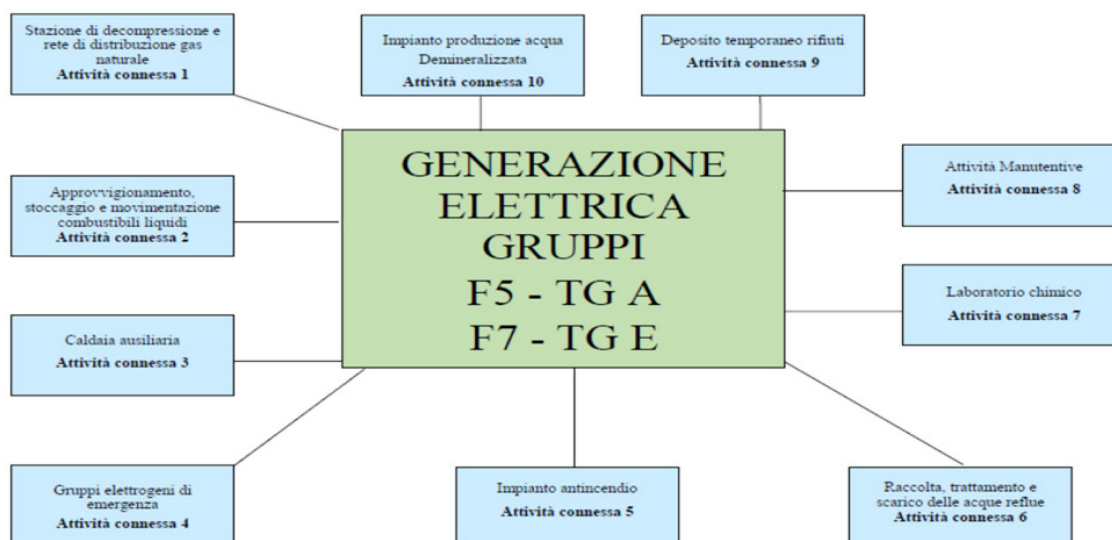 Stazione di decompressione e
rete di distribuzione gas
naturale
Attività connessa 1
Impianto produzione acqua
Demineralizzata
Attività connessa 10
Deposito temporaneo rifiuti
Attività connessa 9
GENERAZIONE
ELETTRICA
GRUPPI
F5 - TG A
F7 - TG E
Attività Manutentive
Attività connessa 8
Approvvigionamento,
stoccaggio e movimentazione
combustibili liquidi
Attività connessa 2
Laboratorio chimico
Attività connessa 7
Caldaia ausiliaria
Attività connessa 3
Gruppi elettrogeni di
emergenza
Attività connessa 4
Impianto antincendio
Attività connessa 5
Raccolta, trattamento e
scarico delle acque reflue
Attività connessa 6